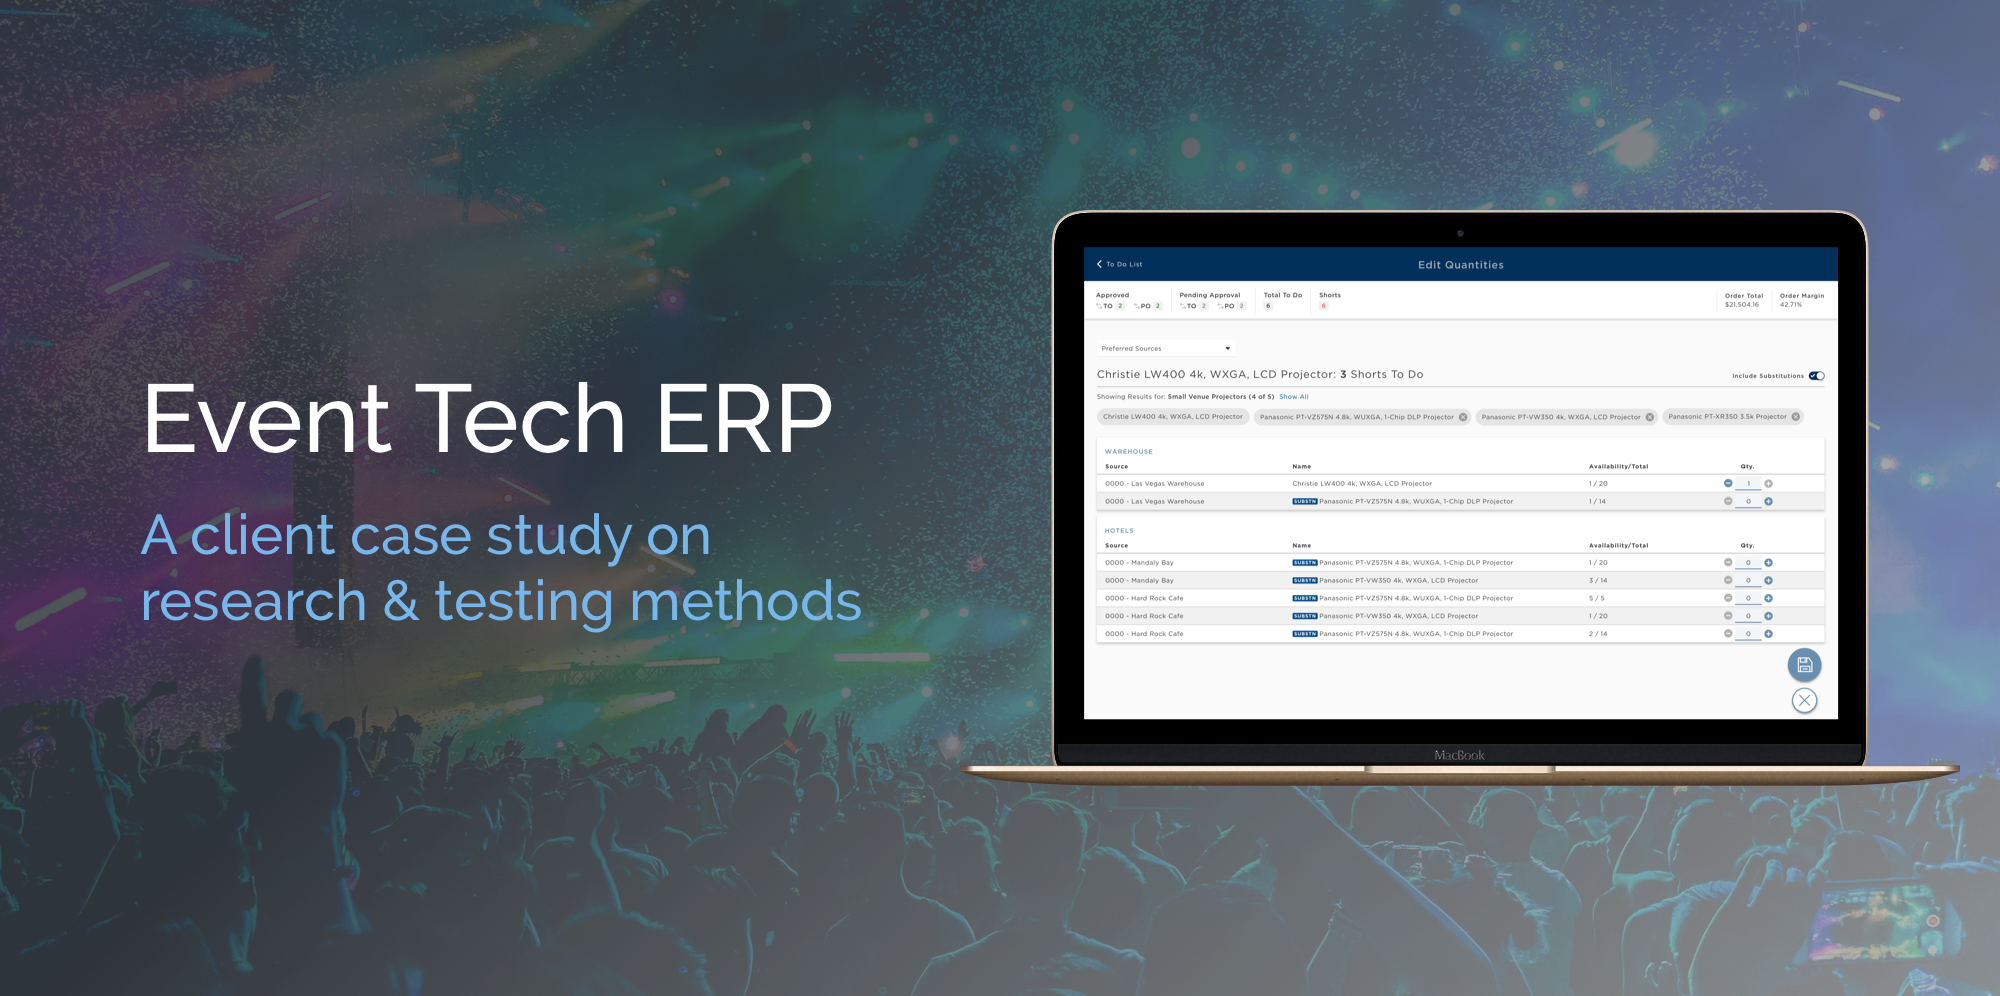 Event Tech ERP
A client case study on
research & testing methods
To Do List
Edit Quantities
Approved
TO 2 PO 2
Pending Approval
TO 2 PO 2
Total To Do
6
Shorts
6
Order Total
$21,504.16
Order Margin
42.71%
Preferred Sources
Christie LW400 4k, WXGA, LCD Projector: 3 Shorts To Do
Include Substitutions
Showing Results for: Small Venue Projectors (4 of 5) Show All
Christie LW400 4k, WXGA, LCD Projector
Panasonic PT-VZ575N 4.8k, WUXGA, 1-Chip DLP Projector
Panasonic PT-VW350 4k, WXGA, LCD Projector
Panasonic PT-XR350 3.5k Projector
WAREHOUSE
Source Name Availability/Total Qty.
0000 - Las Vegas Warehouse Christie LW400 4k, WXGA, LCD Projector 1 / 20 1
0000 - Las Vegas Warehouse SUBSTN Panasonic PT-VZ575N 4.8k, WUXGA, 1-Chip DLP Projector 1 / 14 0
HOTELS
Source Name Availability/Total Qty.
0000 - Mandaly Bay SUBSTN Panasonic PT-VZ575N 4.8k, WUXGA, 1-Chip DLP Projector 1 / 20 0
0000 - Mandaly Bay SUBSTN Panasonic PT-VW350 4k, WXGA, LCD Projector 3 / 14 0
0000 - Hard Rock Cafe SUBSTN Panasonic PT-VZ575N 4.8k, WUXGA, 1-Chip DLP Projector 5 / 5 0
0000 - Hard Rock Cafe SUBSTN Panasonic PT-VW350 4k, WXGA, LCD Projector 1 / 20 0
0000 - Hard Rock Cafe SUBSTN Panasonic PT-VZ575N 4.8k, WUXGA, 1-Chip DLP Projector 2 / 14 0
MacBook